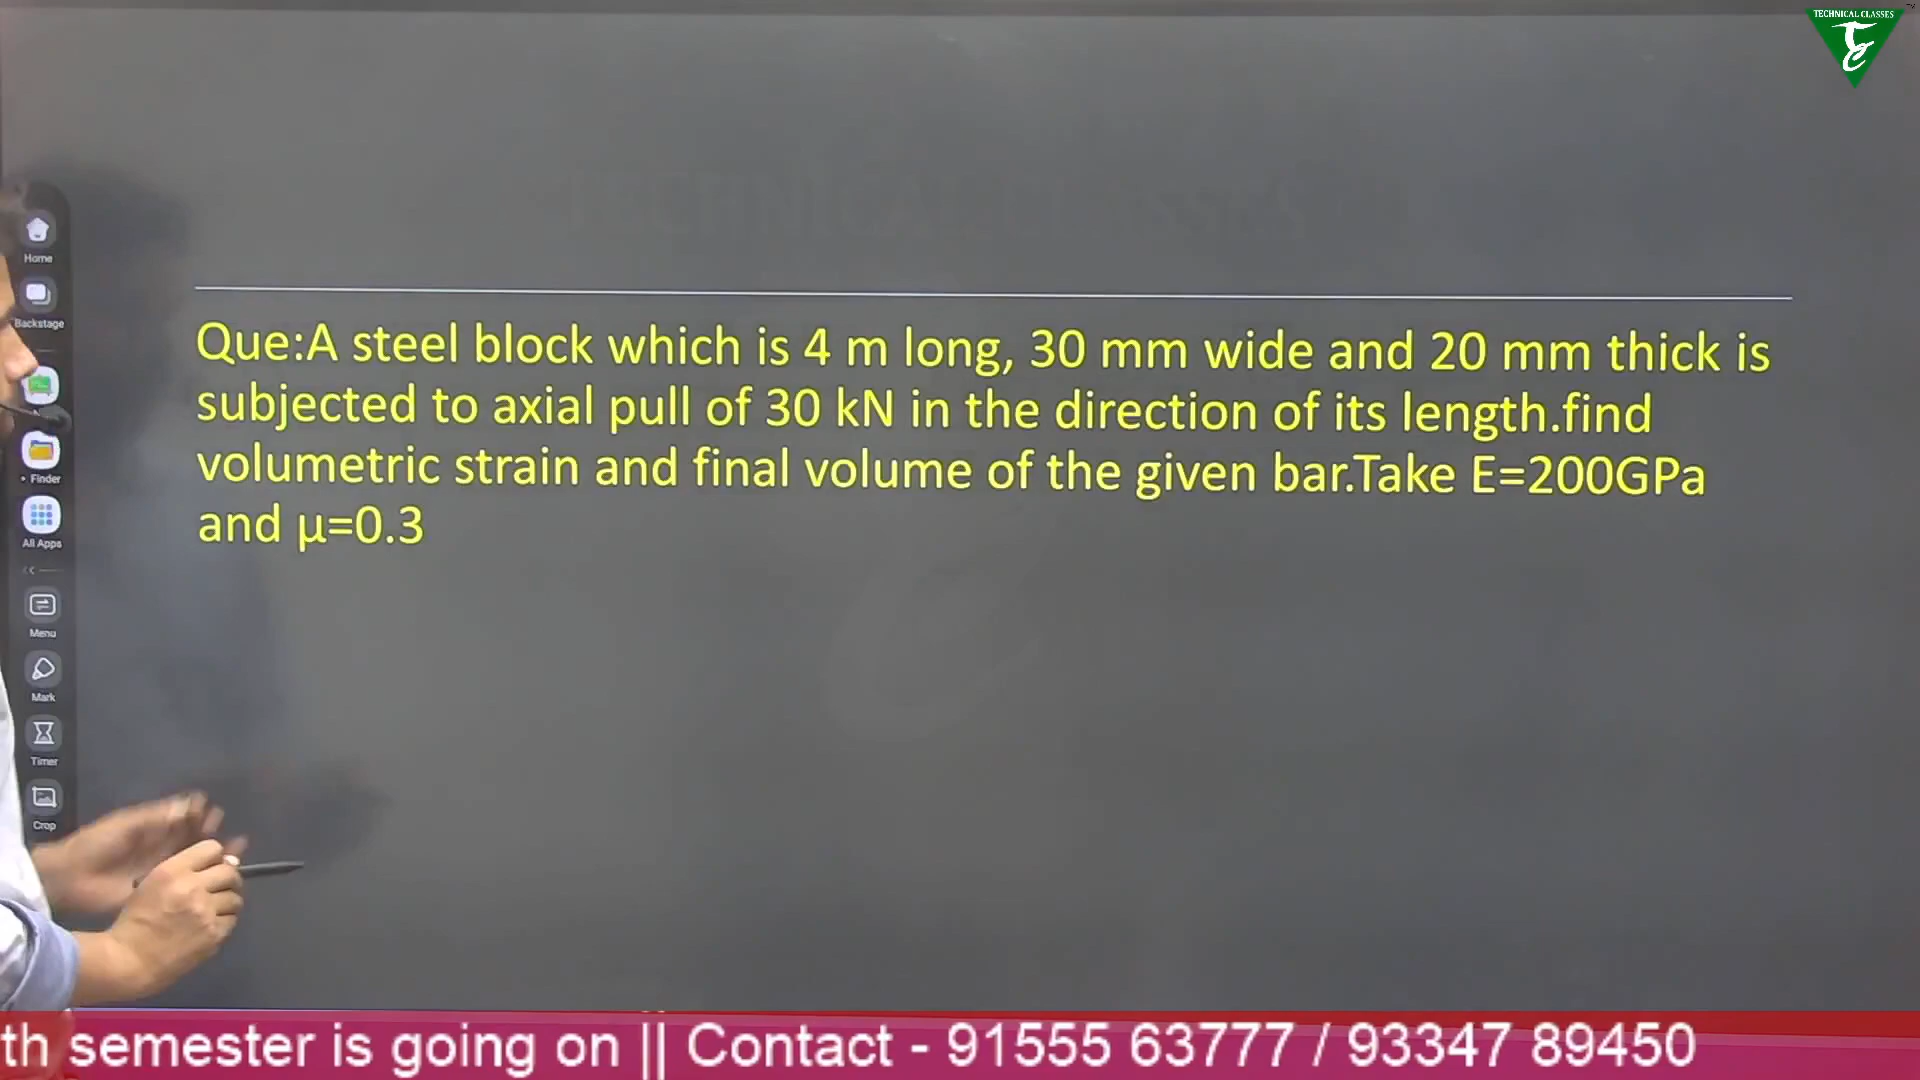 TECHNICAL CLASSES
TECHNICAL CLASSES
Home
Backstage
Que:A steel block which is 4 m long, 30 mm wide and 20 mm thick is
subjected to axial pull of 30 kN in the direction of its length.find
volumetric strain and final volume of the given bar.Take E=200GPa
and μ=0.3
Finder
All Apps
Menu
Mark
Timer
Crop
th semester is going on || Contact - 91555 63777 / 93347 89450